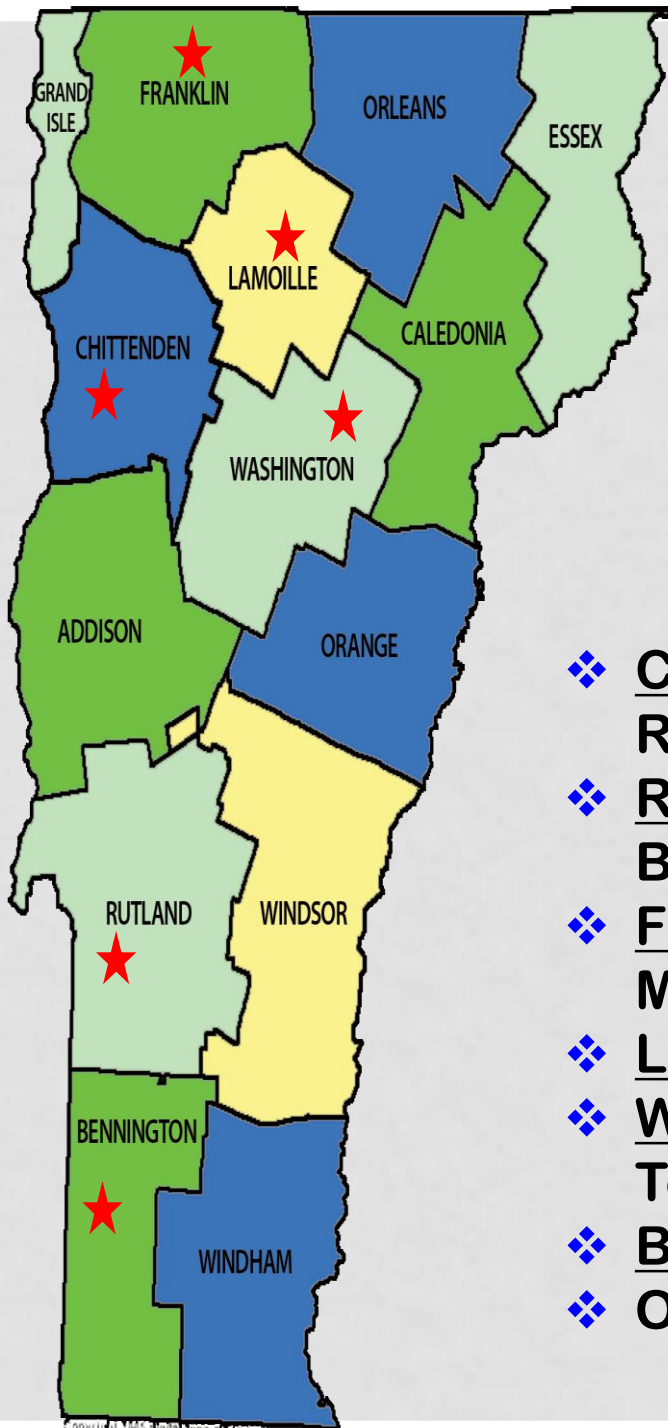 GRAND
ISLE
FRANKLIN
ORLEANS
ESSEX
LAMOILLE
CHITTENDEN
CALEDONIA
WASHINGTON
ADDISON
ORANGE
RUTLAND
WINDSOR
BENNINGTON
WINDHAM
❖ C
R
❖ R
B
❖ F
M
❖ L
❖ W
T
❖ B
❖ O